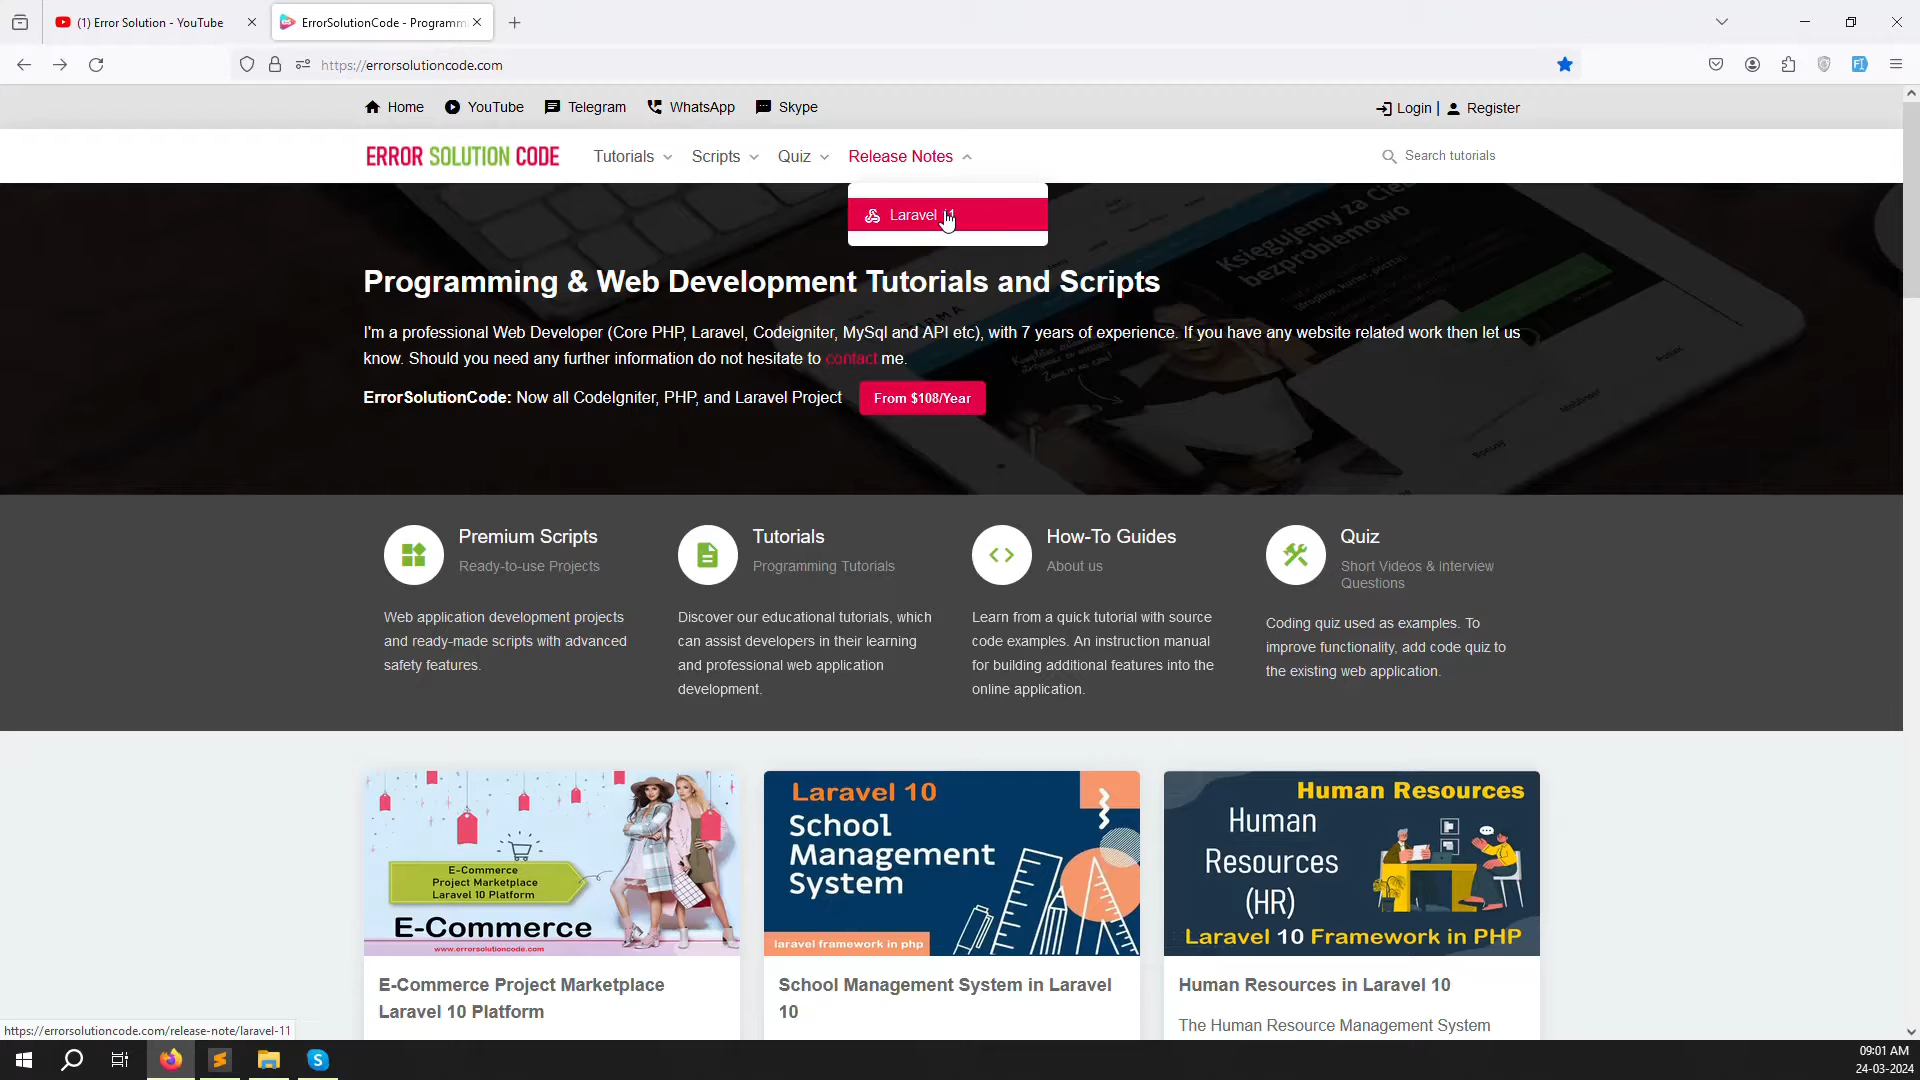 (1) Error Solution - YouTube
ErrorSolutionCode - Programm
https://errorsolutioncode.com
Home
YouTube
Telegram
WhatsApp
Skype
Login |
Register
ERROR SOLUTION CODE
Tutorials
Scripts
Quiz
Release Notes
Search tutorials
Laravel 11
Księgujemy za Cie
bezproblemowo
Programming & Web Development Tutorials and Scripts
I'm a professional Web Developer (Core PHP, Laravel, Codeigniter, MySql and API etc), with 7 years of experience. If you have any website related work then let us
know. Should you need any further information do not hesitate to contact me.
ErrorSolutionCode: Now all CodeIgniter, PHP, and Laravel Project
From $108/Year
Premium Scripts
Ready-to-use Projects
Web application development projects
and ready-made scripts with advanced
safety features.
Tutorials
Programming Tutorials
Discover our educational tutorials, which
can assist developers in their learning
and professional web application
development.
How-To Guides
About us
Learn from a quick tutorial with source
code examples. An instruction manual
for building additional features into the
online application.
Quiz
Short Videos & Interview
Questions
Coding quiz used as examples. To
improve functionality, add code quiz to
the existing web application.
E-Commerce
Project Marketplace
Laravel 10 Platform
E-Commerce
www.errorsolutioncode.com
E-Commerce Project Marketplace
Laravel 10 Platform
Laravel 10
School
Management
System
laravel framework in php
School Management System in Laravel
10
Human Resources
Human
Resources
(HR)
Laravel 10 Framework in PHP
Human Resources in Laravel 10
The Human Resource Management System
https://errorsolutioncode.com/release-note/laravel-11
09:01 AM
24-03-2024